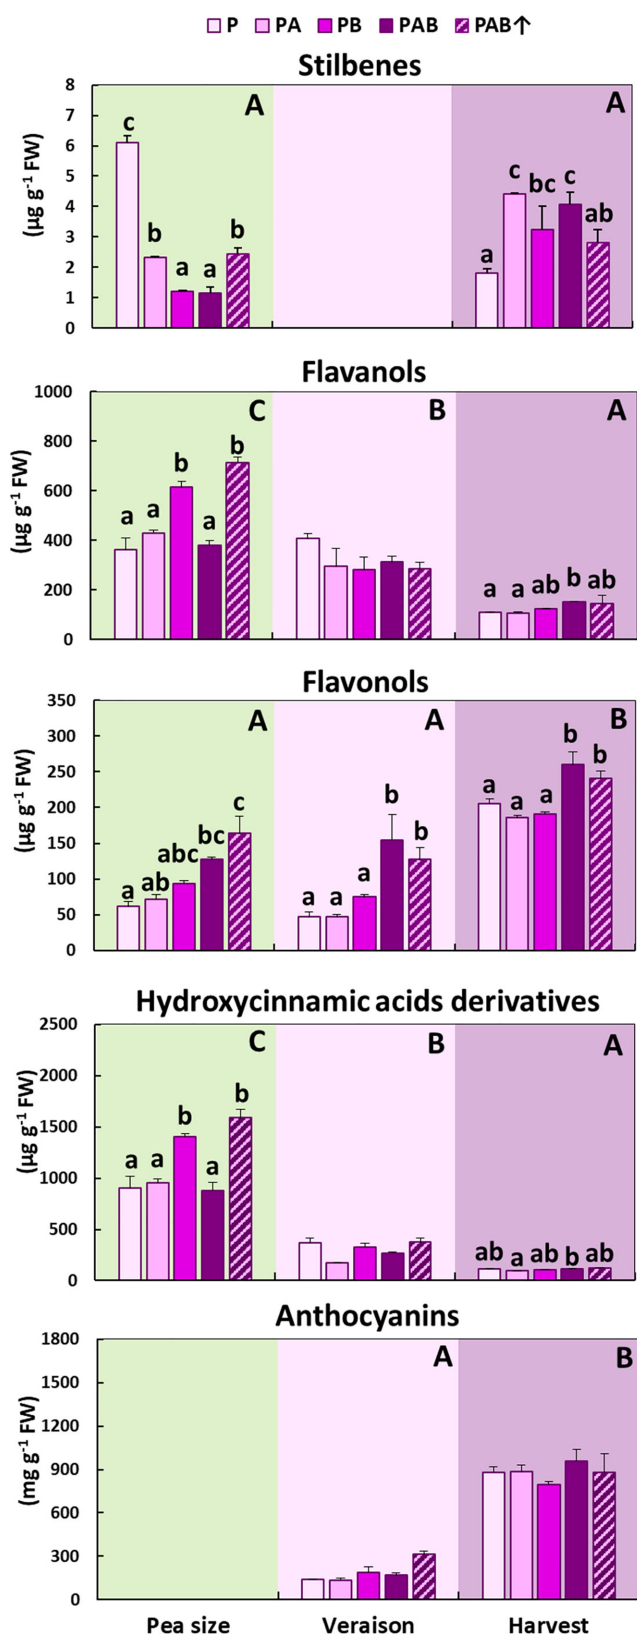 P PA PB PAB PAB↑
Stilbenes
(µg g⁻¹ FW)
8
7
6
5
4
3
2
1
0
A A
c b a a b
a c bc c ab
Flavanols
(µg g⁻¹ FW)
1000
800
600
400
200
0
C B A
a a b a b
a a ab b ab
Flavonols
(µg g⁻¹ FW)
350
300
250
200
150
100
50
0
A A B
a ab abc bc c
a a a b b
a a a b b
Hydroxycinnamic acids derivatives
(µg g⁻¹ FW)
2500
2000
1500
1000
500
0
C B A
a a b a b
ab a ab b ab
Anthocyanins
(mg g⁻¹ FW)
1800
1500
1200
900
600
300
0
A B
Pea size Veraison Harvest